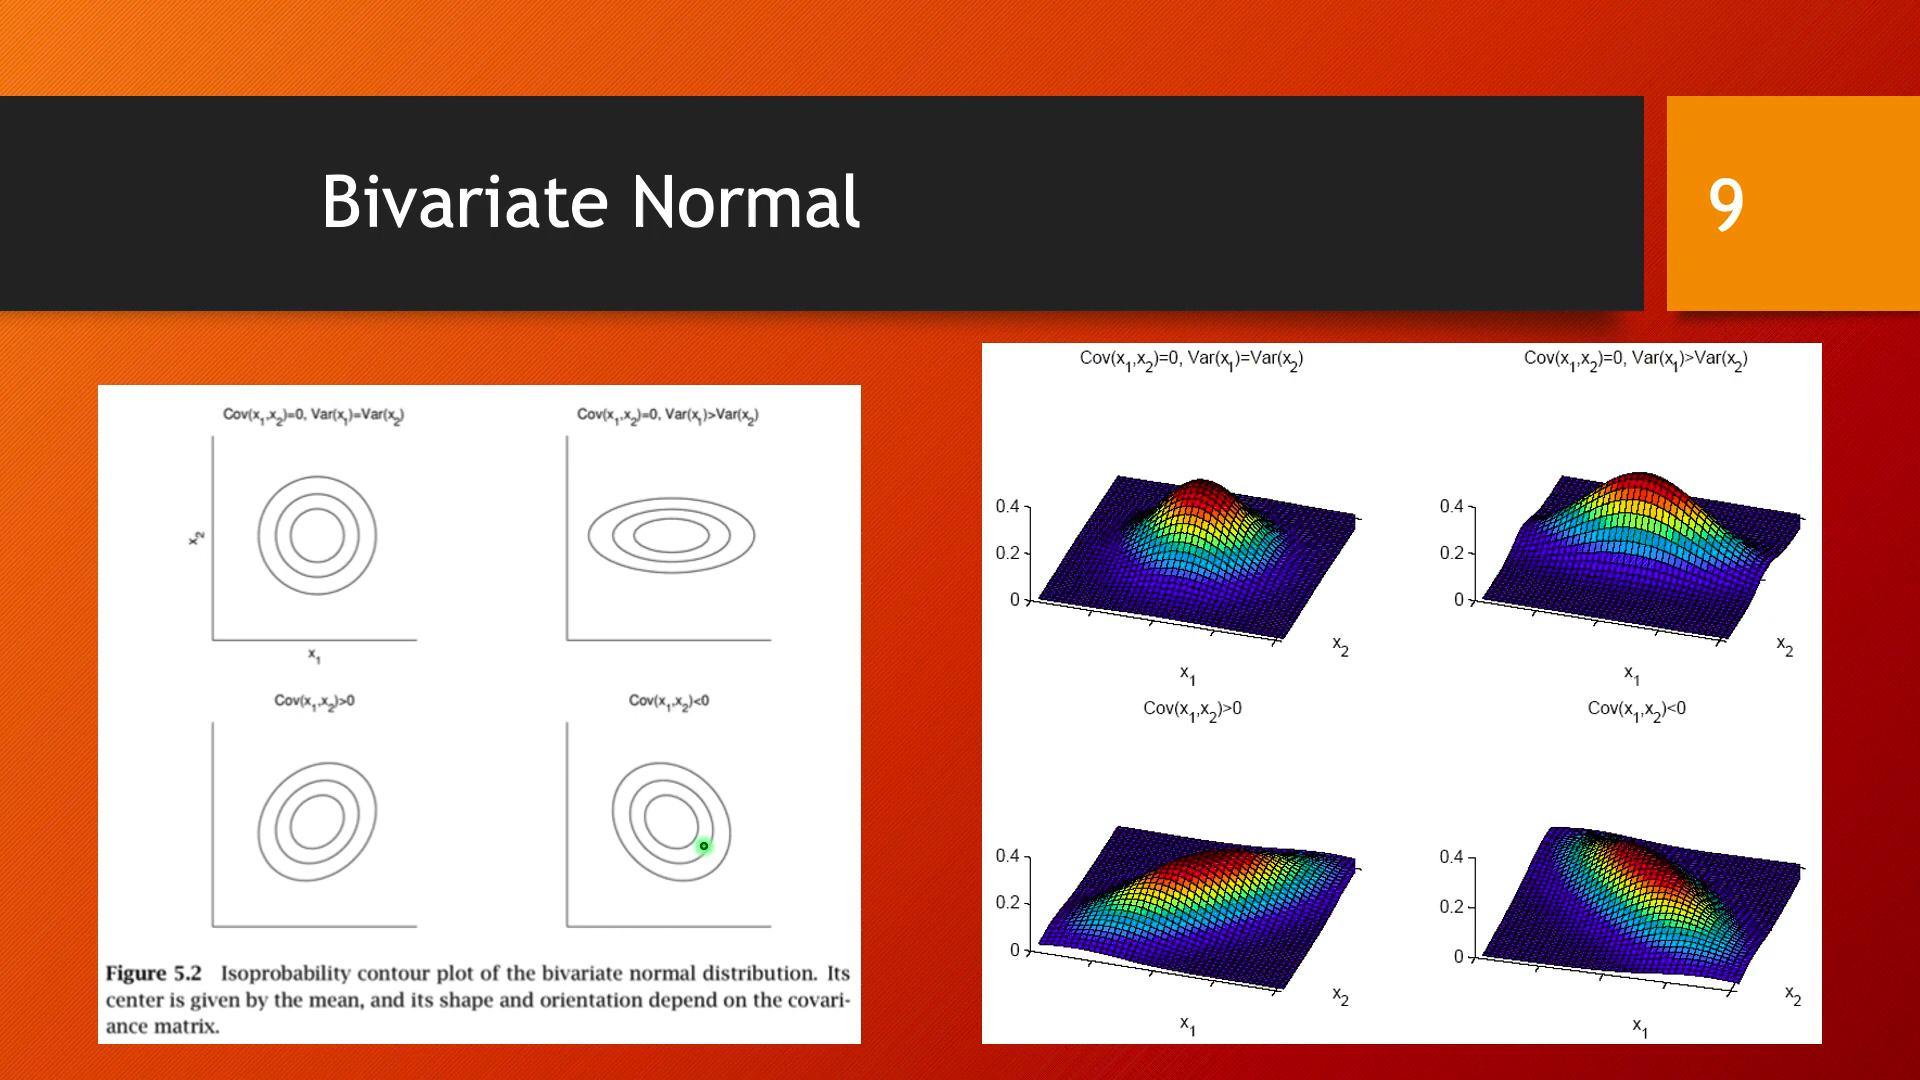 Bivariate Normal
9
Cov(x1,x2)=0, Var(x1)=Var(x2)
Cov(x1,x2)=0, Var(x1)>Var(x2)
x2
x1
Cov(x1,x2)>0
Cov(x1,x2)<0
Figure 5.2 Isoprobability contour plot of the bivariate normal distribution. Its
center is given by the mean, and its shape and orientation depend on the covari-
ance matrix.
Cov(x1,x2)=0, Var(x1)=Var(x2)
0.4
0.2
0
x1
x2
Cov(x1,x2)=0, Var(x1)>Var(x2)
0.4
0.2
0
x1
x2
Cov(x1,x2)>0
0.4
0.2
0
x1
x2
Cov(x1,x2)<0
0.4
0.2
0
x1
x2